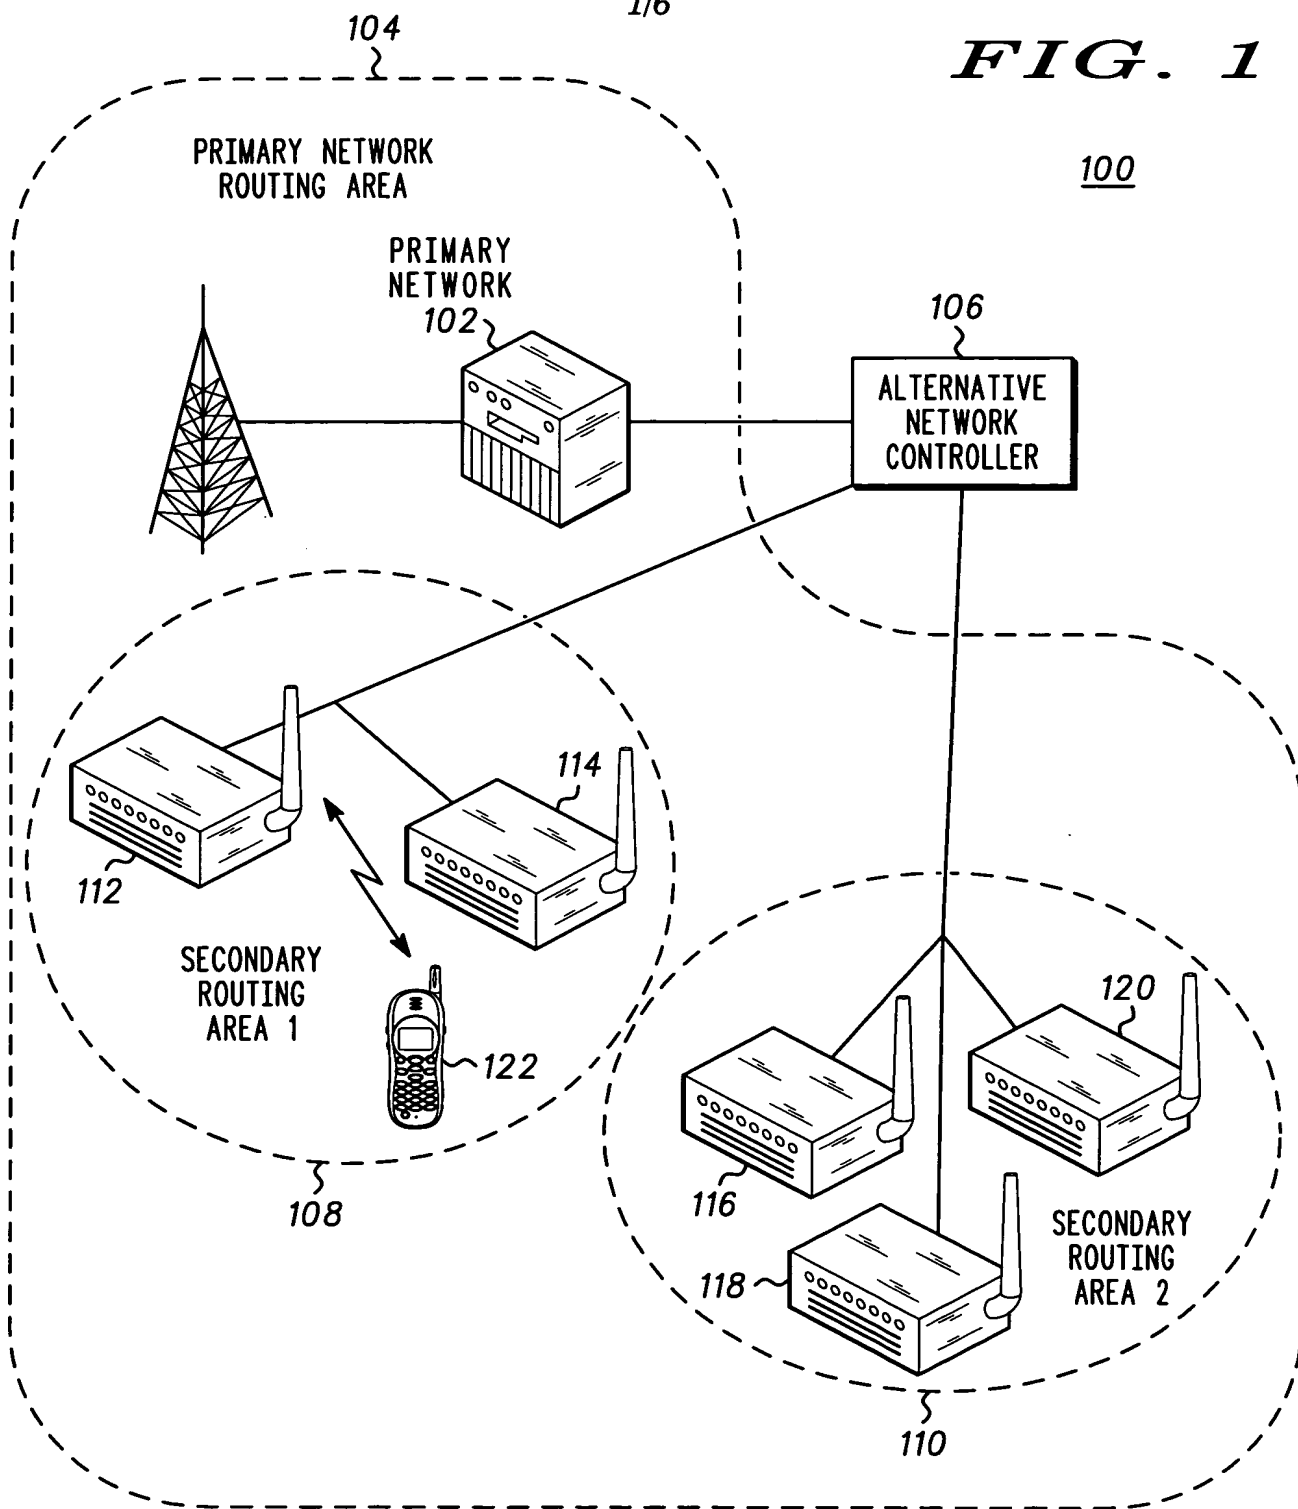 1/6
104
FIG. 1
PRIMARY NETWORK
ROUTING AREA
100
PRIMARY
NETWORK
102
106
ALTERNATIVE
NETWORK
CONTROLLER
114
112
SECONDARY
ROUTING
AREA 1
122
120
116
108
SECONDARY
ROUTING
AREA 2
118
110